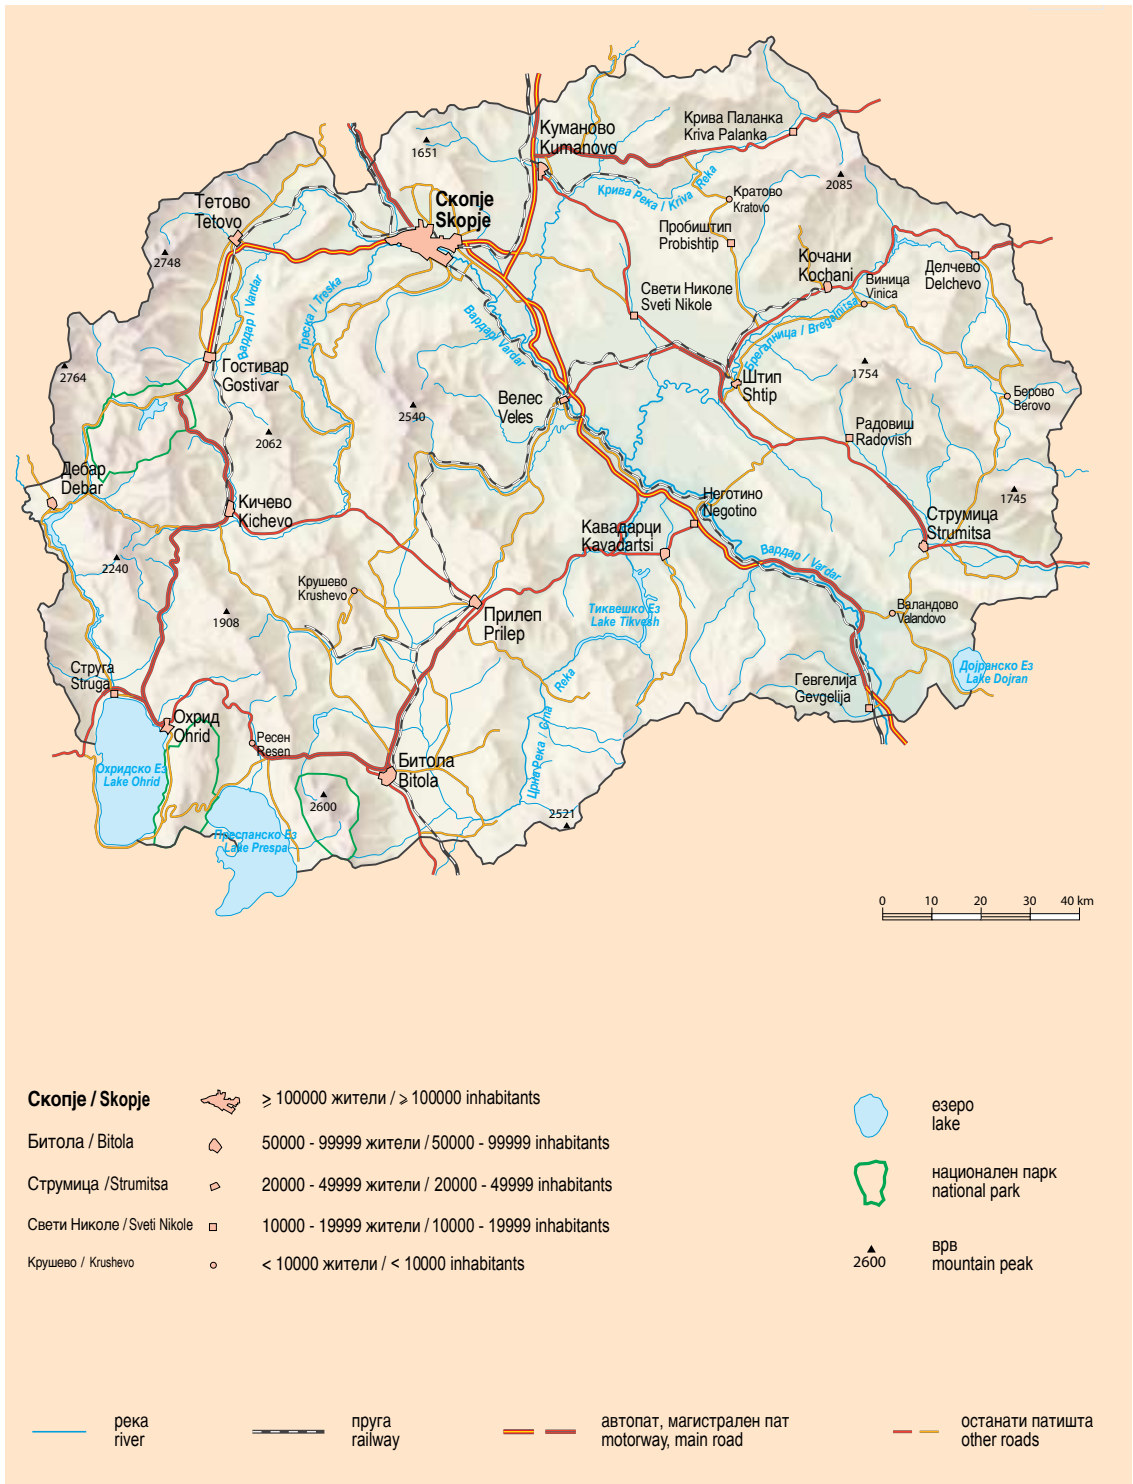 Куманово
Kumanovo
Крива Паланка
Kriva Palanka
1651
2085
Крива Река / Kriva Reka
Кратово
Kratovo
Тетово
Tetovo
Скопје
Skopje
Пробиштип
Probishtip
2748
Кочани
Kochani
Виница
Vinica
Делчево
Delchevo
Свети Николе
Sveti Nikole
Вардар / Vardar
Треска / Treska
Вардар/ Vardar
Брегалница / Bregalnitsa
2764
Гостивар
Gostivar
Велес
Veles
Штип
Shtip
1754
Берово
Berovo
2540
2062
Радовиш
Radovish
Дебар
Debar
Кичево
Kichevo
Неготино
Negotino
1745
Струмица
Strumitsa
Кавадарци
Kavadartsi
2240
Вардар / Vardar
Крушево
Krushevo
1908
Прилеп
Prilep
Тиквешко Ез
Lake Tikvesh
Валандово
Valandovo
Струга
Struga
Дојранско Ез
Lake Dojran
Гевгелија
Gevgelija
Охрид
Ohrid
Ресен
Resen
Црна Река / Crna Reka
Битола
Bitola
Охридско Ез
Lake Ohrid
2600
2521
Преспанско Ез
Lake Prespa
0 10 20 30 40 km
Скопје / Skopje ⩾ 100000 жители / ⩾ 100000 inhabitants
Битола / Bitola 50000 - 99999 жители / 50000 - 99999 inhabitants
Струмица /Strumitsa 20000 - 49999 жители / 20000 - 49999 inhabitants
Свети Николе / Sveti Nikole 10000 - 19999 жители / 10000 - 19999 inhabitants
Крушево / Krushevo < 10000 жители / < 10000 inhabitants
езеро
lake
национален парк
national park
2600
врв
mountain peak
река
river
пруга
railway
автопат, магистрален пат
motorway, main road
останати патишта
other roads